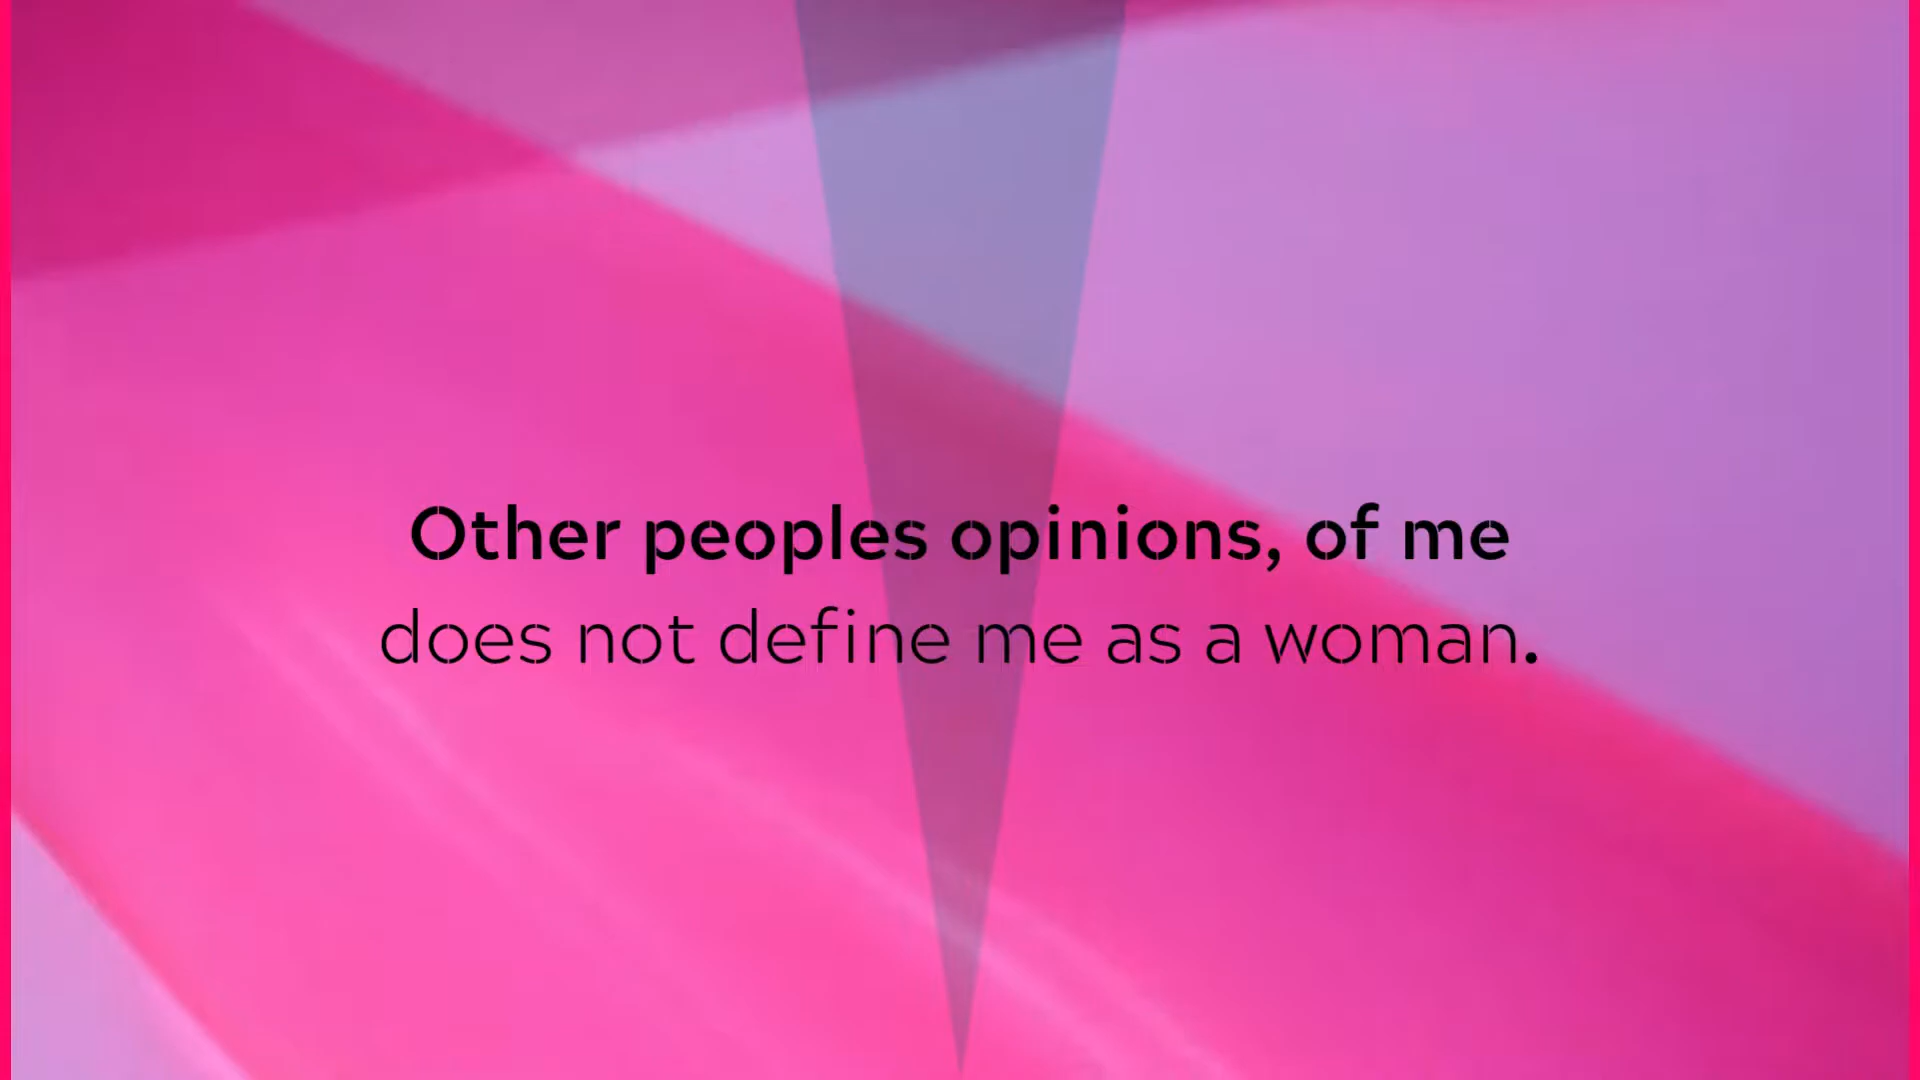 Other peoples opinions, of me
does not define me as a woman.